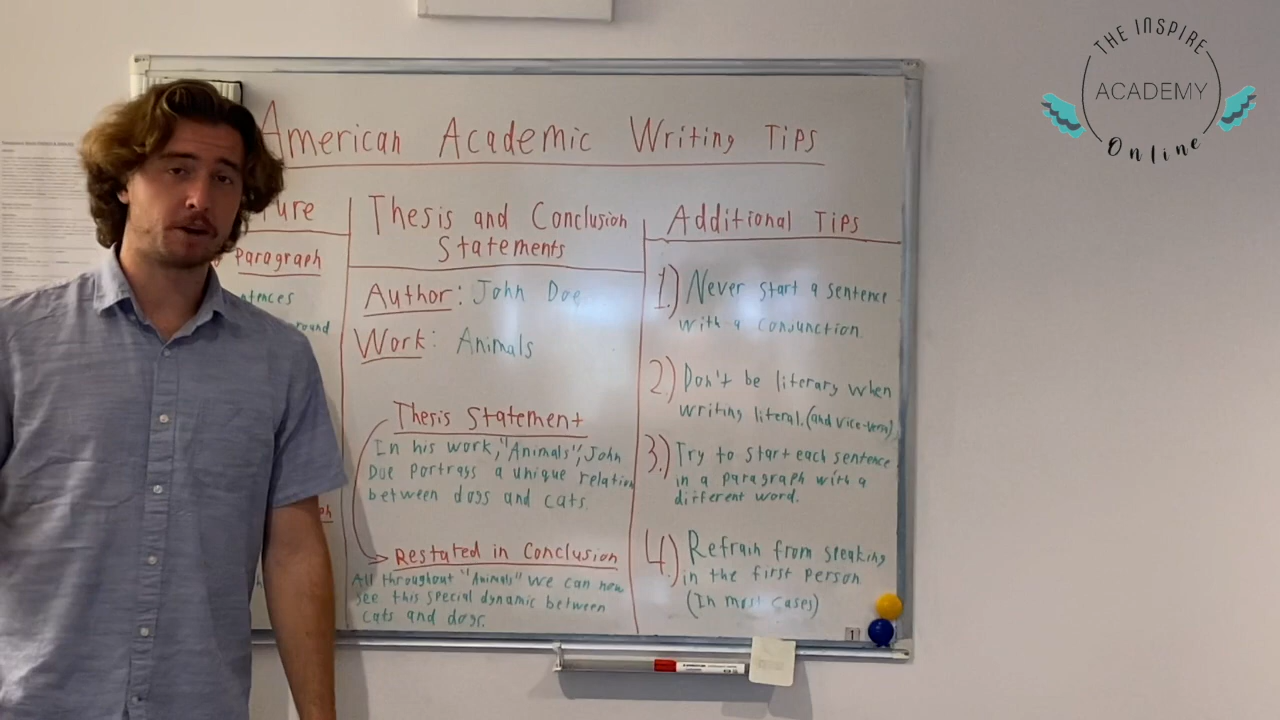 THE INSPIRE
ACADEMY
Online
American Academic Writing Tips
Paragraph
Thesis and Conclusion
Statements
Author: John Doe
Work: Animals
Thesis Statement
In his work, "Animals", John
Doe portrays a unique relation
between dogs and cats.
Restated in Conclusion
All throughout "Animals" we can now
see this special dynamic between
cats and dogs.
Additional Tips
1.) Never start a sentence
with a conjunction.
2) Don't be literary when
writing literal. (and vice-versa)
3.) Try to start each sentence
in a paragraph with a
different word.
4.) Refrain from speaking
in the first person
(In most cases)
1